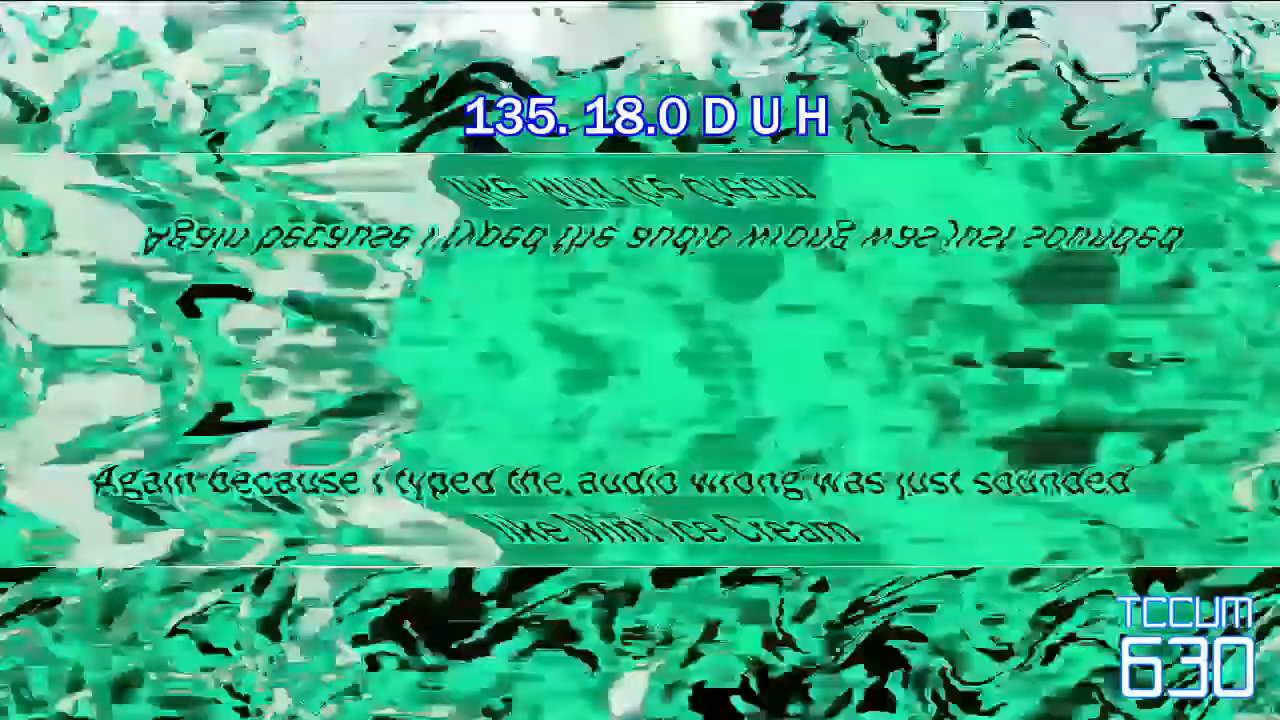 135. 18.0 D U H
like Mint Ice Cream
Again because i typed the audio wrong was just sounded
Again because i typed the audio wrong was just sounded
like Mint Ice Cream
TCCUM
630